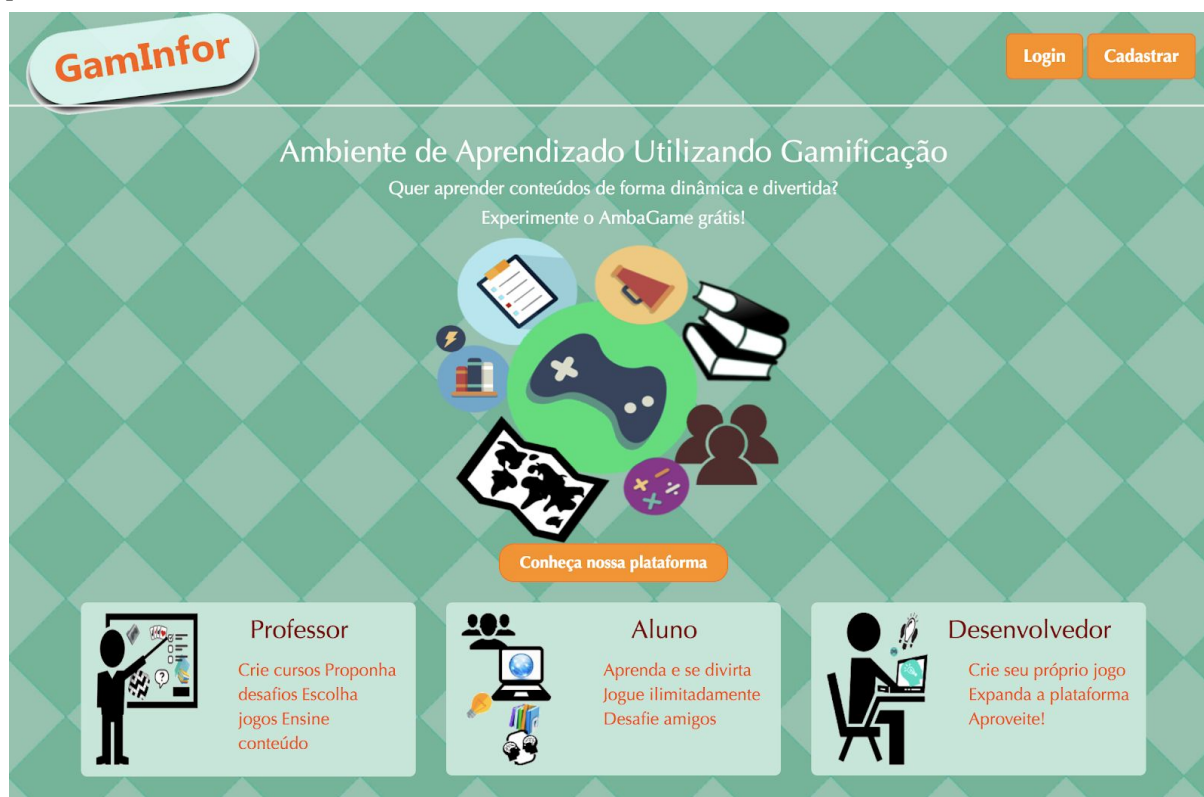 GamInfor
Login
Cadastrar
Ambiente de Aprendizado Utilizando Gamificação
Quer aprender conteúdos de forma dinâmica e divertida?
Experimente o AmbaGame grátis!
Conheça nossa plataforma
Professor
Crie cursos Proponha
desafios Escolha
jogos Ensine
conteúdo
Aluno
Aprenda e se divirta
Jogue ilimitadamente
Desafie amigos
Desenvolvedor
Crie seu próprio jogo
Expanda a plataforma
Aproveite!